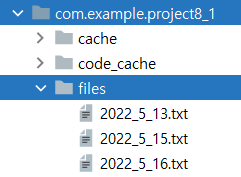 com.example.project8_1
cache
code_cache
files
2022_5_13.txt
2022_5_15.txt
2022_5_16.txt